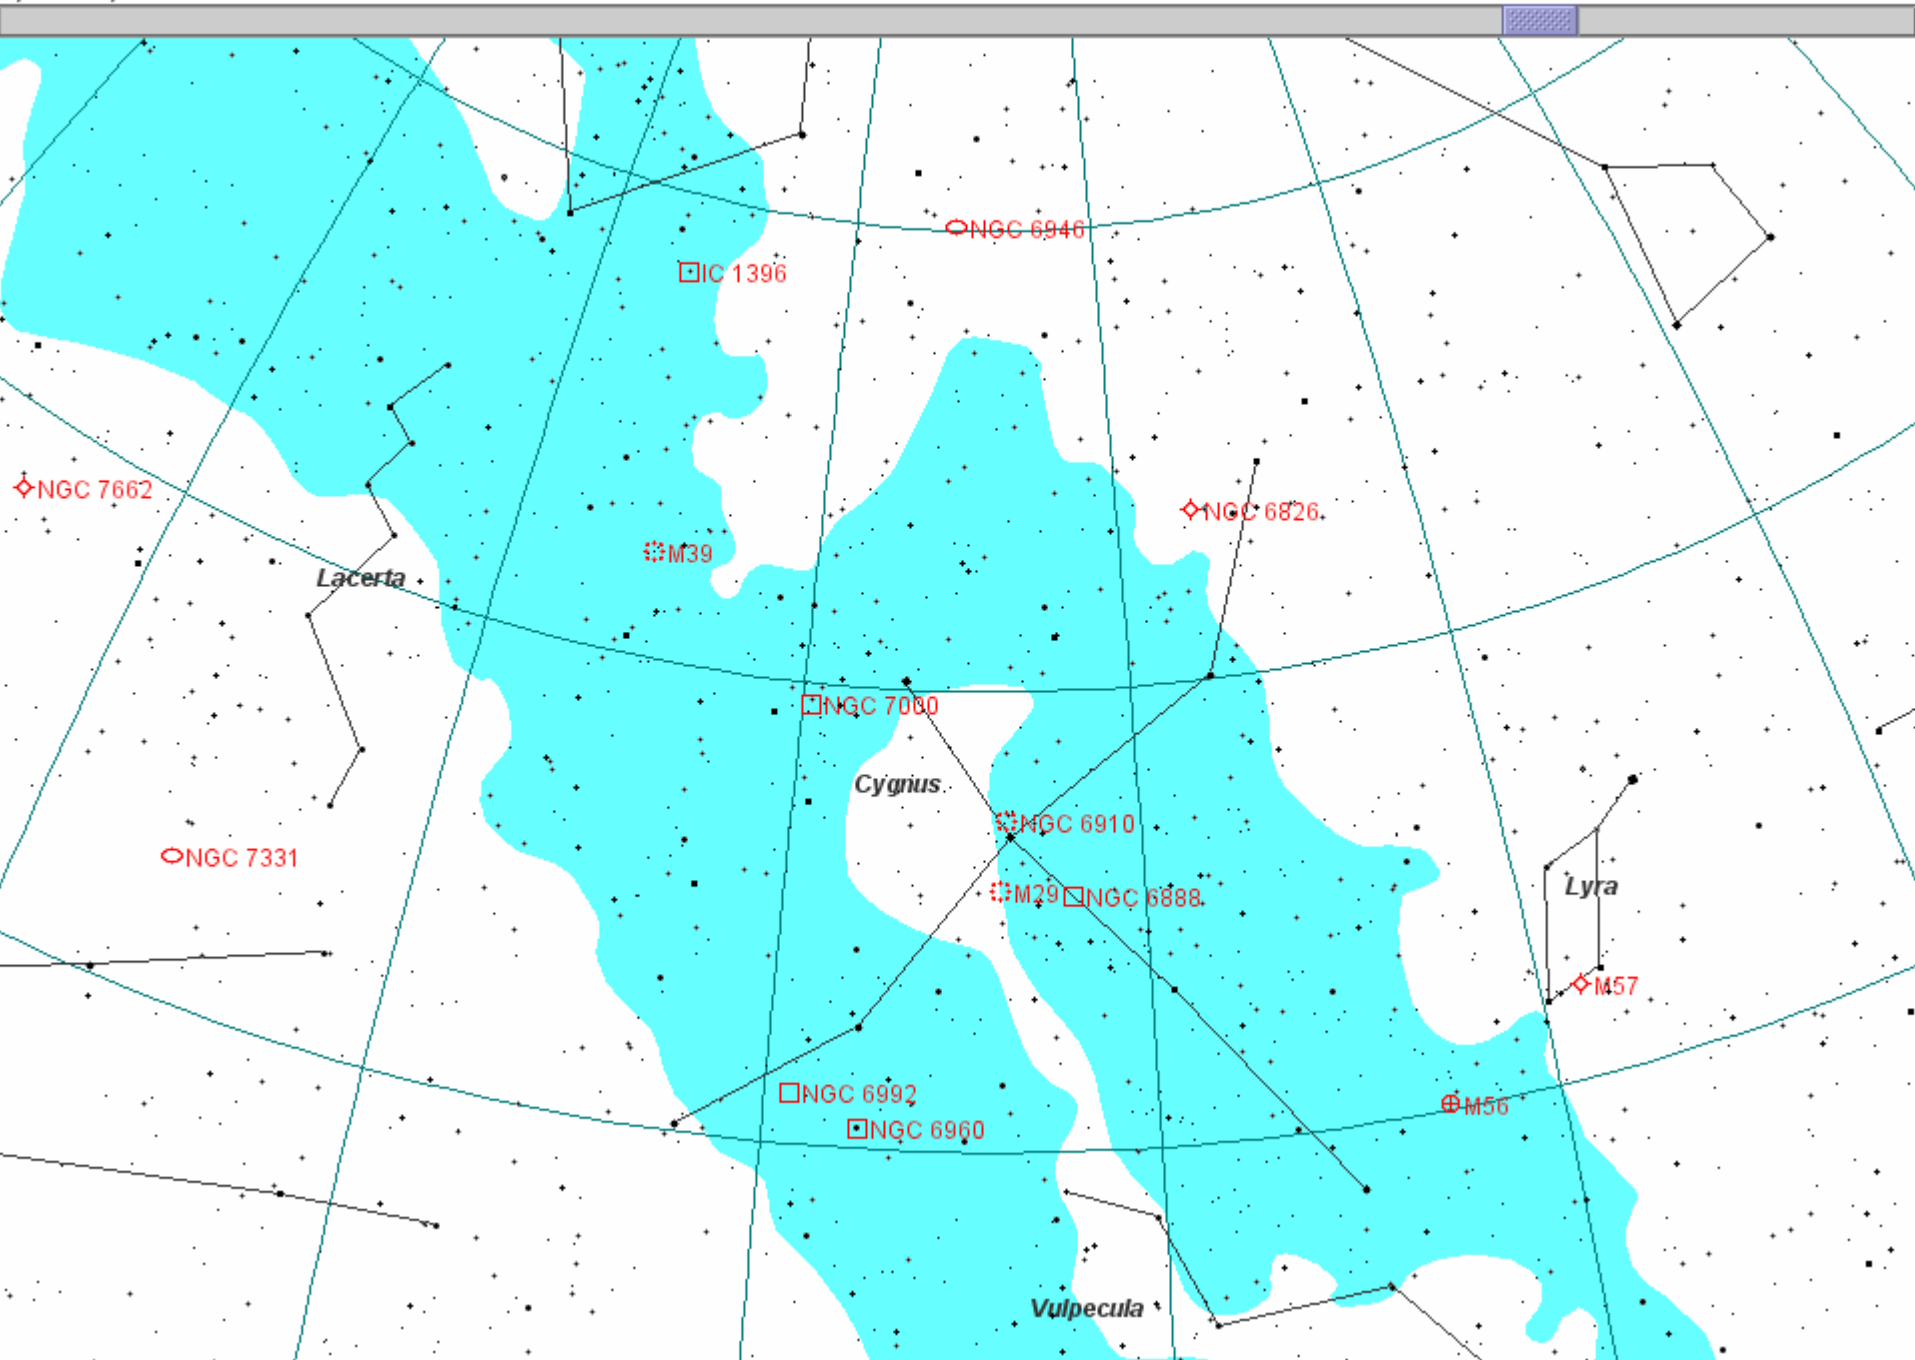 NGC 6946
IC 1396
NGC 7662
NGC 6826
M39
Lacerta
NGC 7000
Cygnus
NGC 6910
NGC 7331
Lyra
M29
NGC 6888
M57
NGC 6992
M56
NGC 6960
Vulpecula